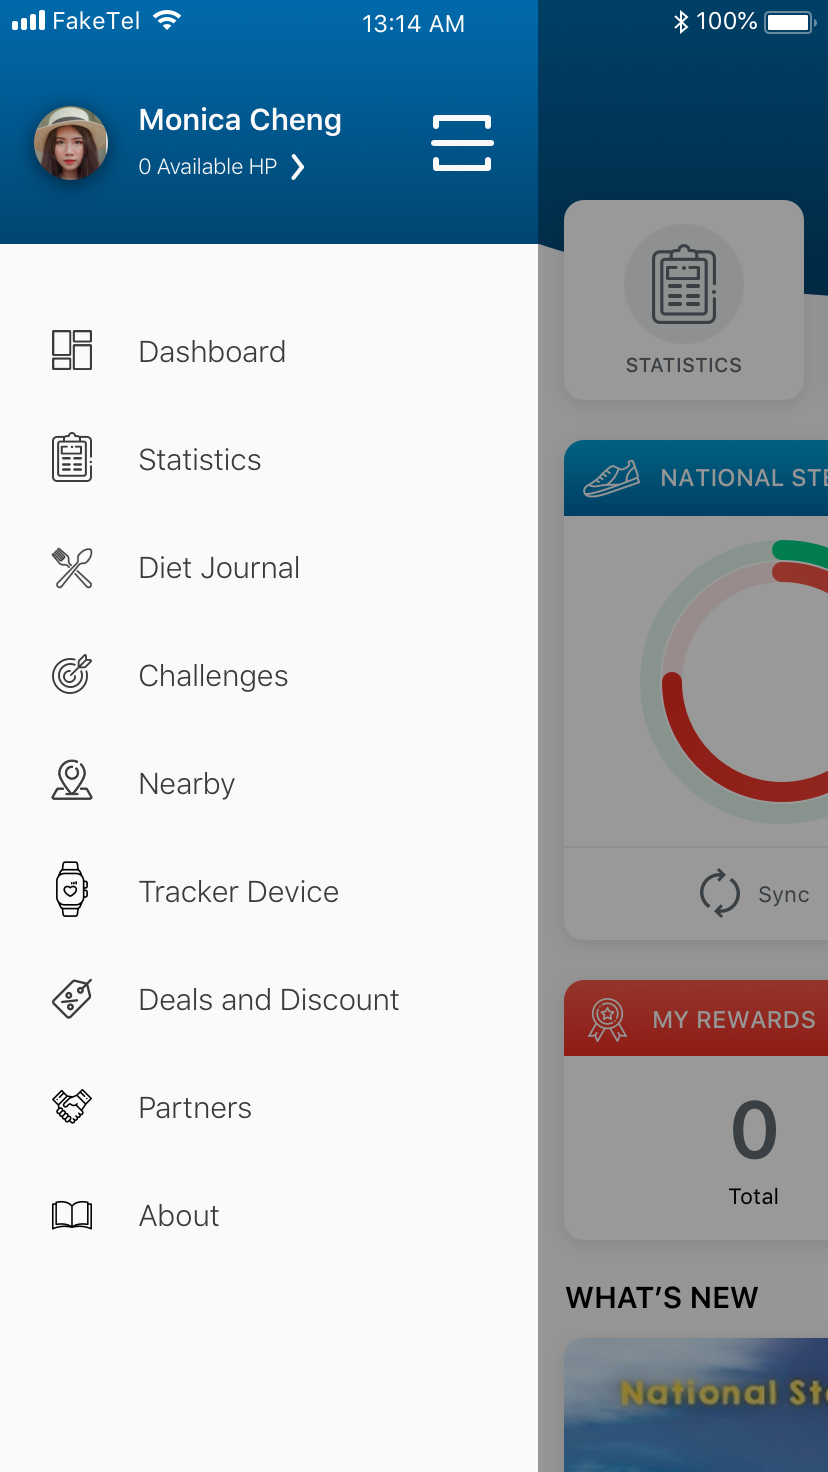 FakeTel
13:14 AM
100%
Monica Cheng
0 Available HP
Dashboard
Statistics
Diet Journal
Challenges
Nearby
Tracker Device
Deals and Discount
Partners
About
STATISTICS
NATIONAL STE
Sync
MY REWARDS
0
Total
WHAT’S NEW
National Ste